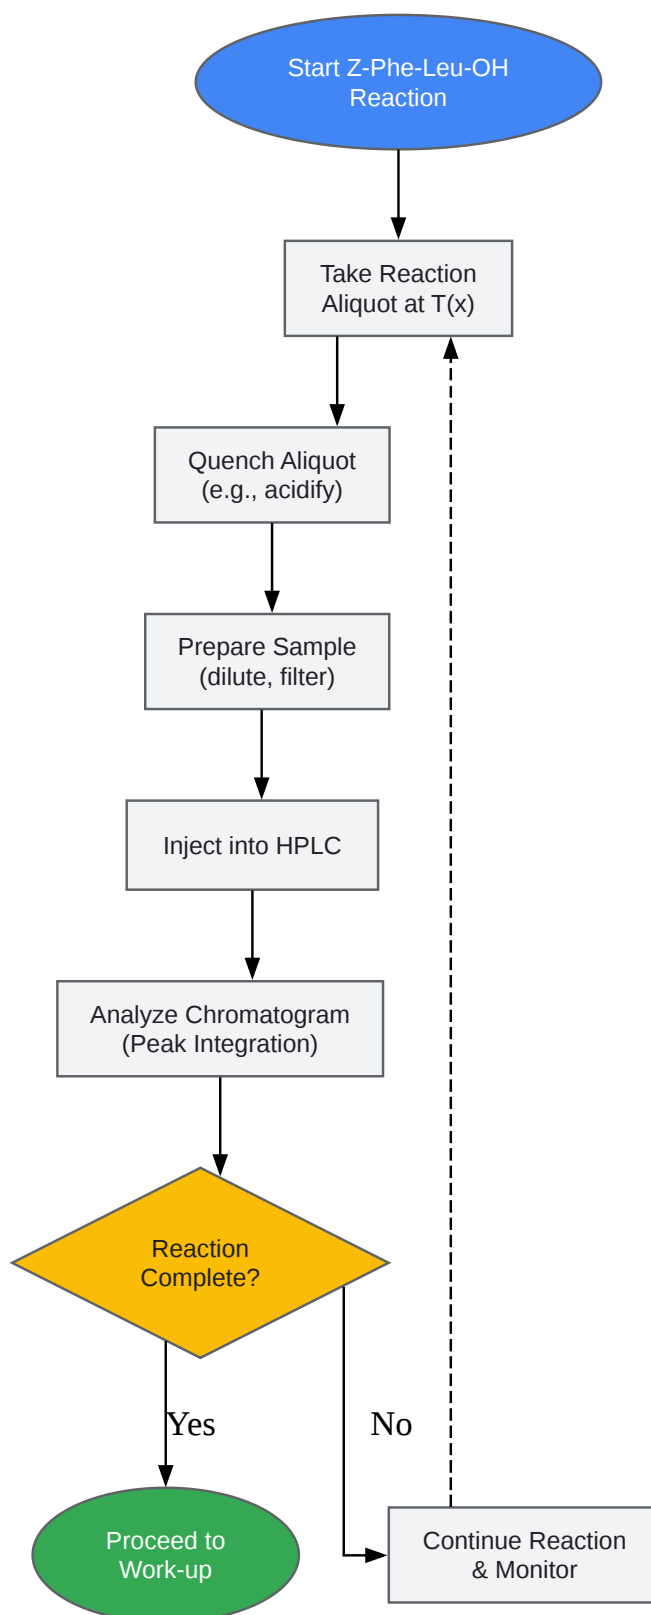 Start Z-Phe-Leu-OH
Reaction
Take Reaction
Aliquot at T(x)
Quench Aliquot
(e.g., acidify)
Prepare Sample
(dilute, filter)
Inject into HPLC
Analyze Chromatogram
(Peak Integration)
Reaction
Complete?
Yes
No
Proceed to
Work-up
Continue Reaction
& Monitor